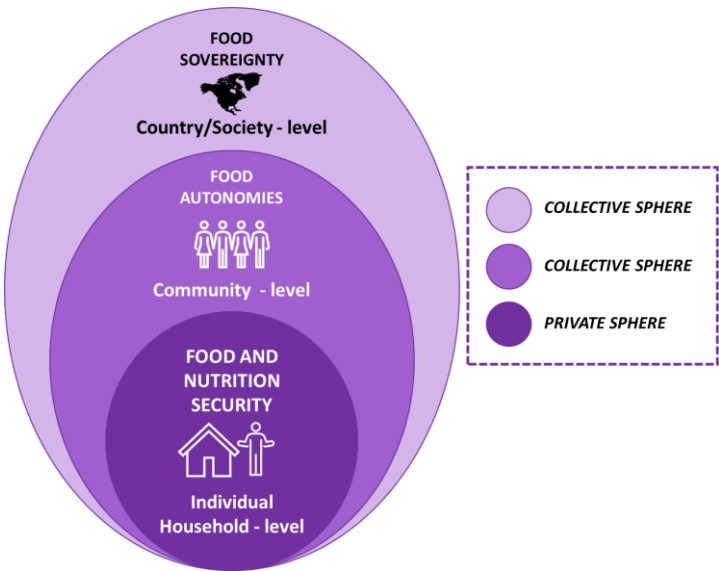 FOOD
SOVEREIGNTY
Country/Society - level
FOOD
AUTONOMIES
Community - level
FOOD AND
NUTRITION
SECURITY
Individual
Household - level
COLLECTIVE SPHERE
COLLECTIVE SPHERE
PRIVATE SPHERE